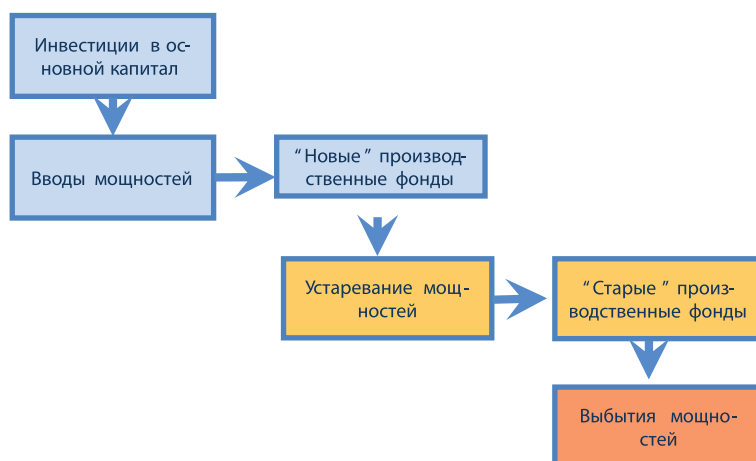 Инвестиции в ос-
новной капитал
Вводы мощностей
“Новые” производ-
ственные фонды
Устаревание мощ-
ностей
“Старые” произ-
водственные фонды
Выбытия мощно-
стей